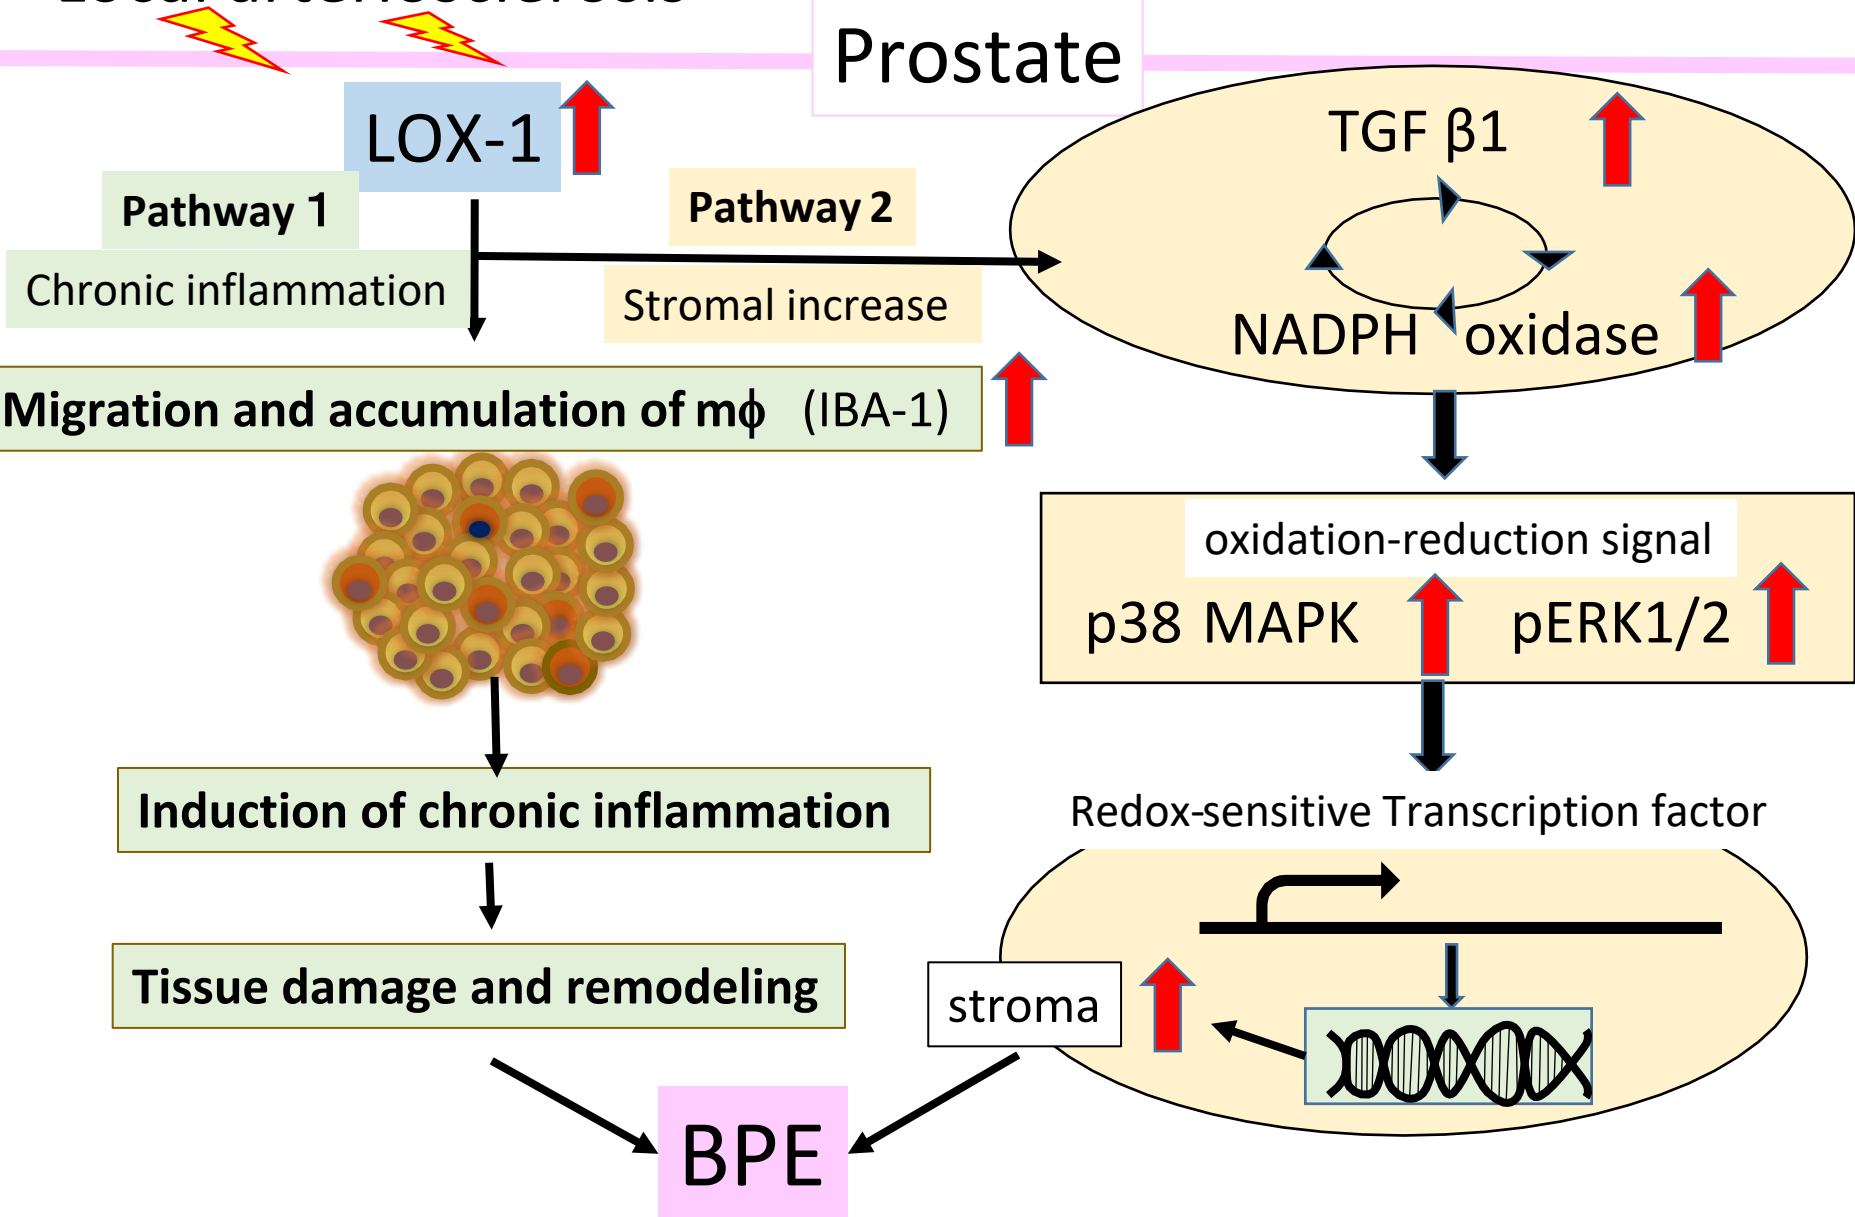 Local arteriosclerosis
Prostate
LOX-1
TGF β1
Pathway 1
Pathway 2
Chronic inflammation
Stromal increase
NADPH oxidase
Migration and accumulation of mϕ (IBA-1)
oxidation-reduction signal
p38 MAPK pERK1/2
Induction of chronic inflammation
Redox-sensitive Transcription factor
Tissue damage and remodeling
stroma
BPE